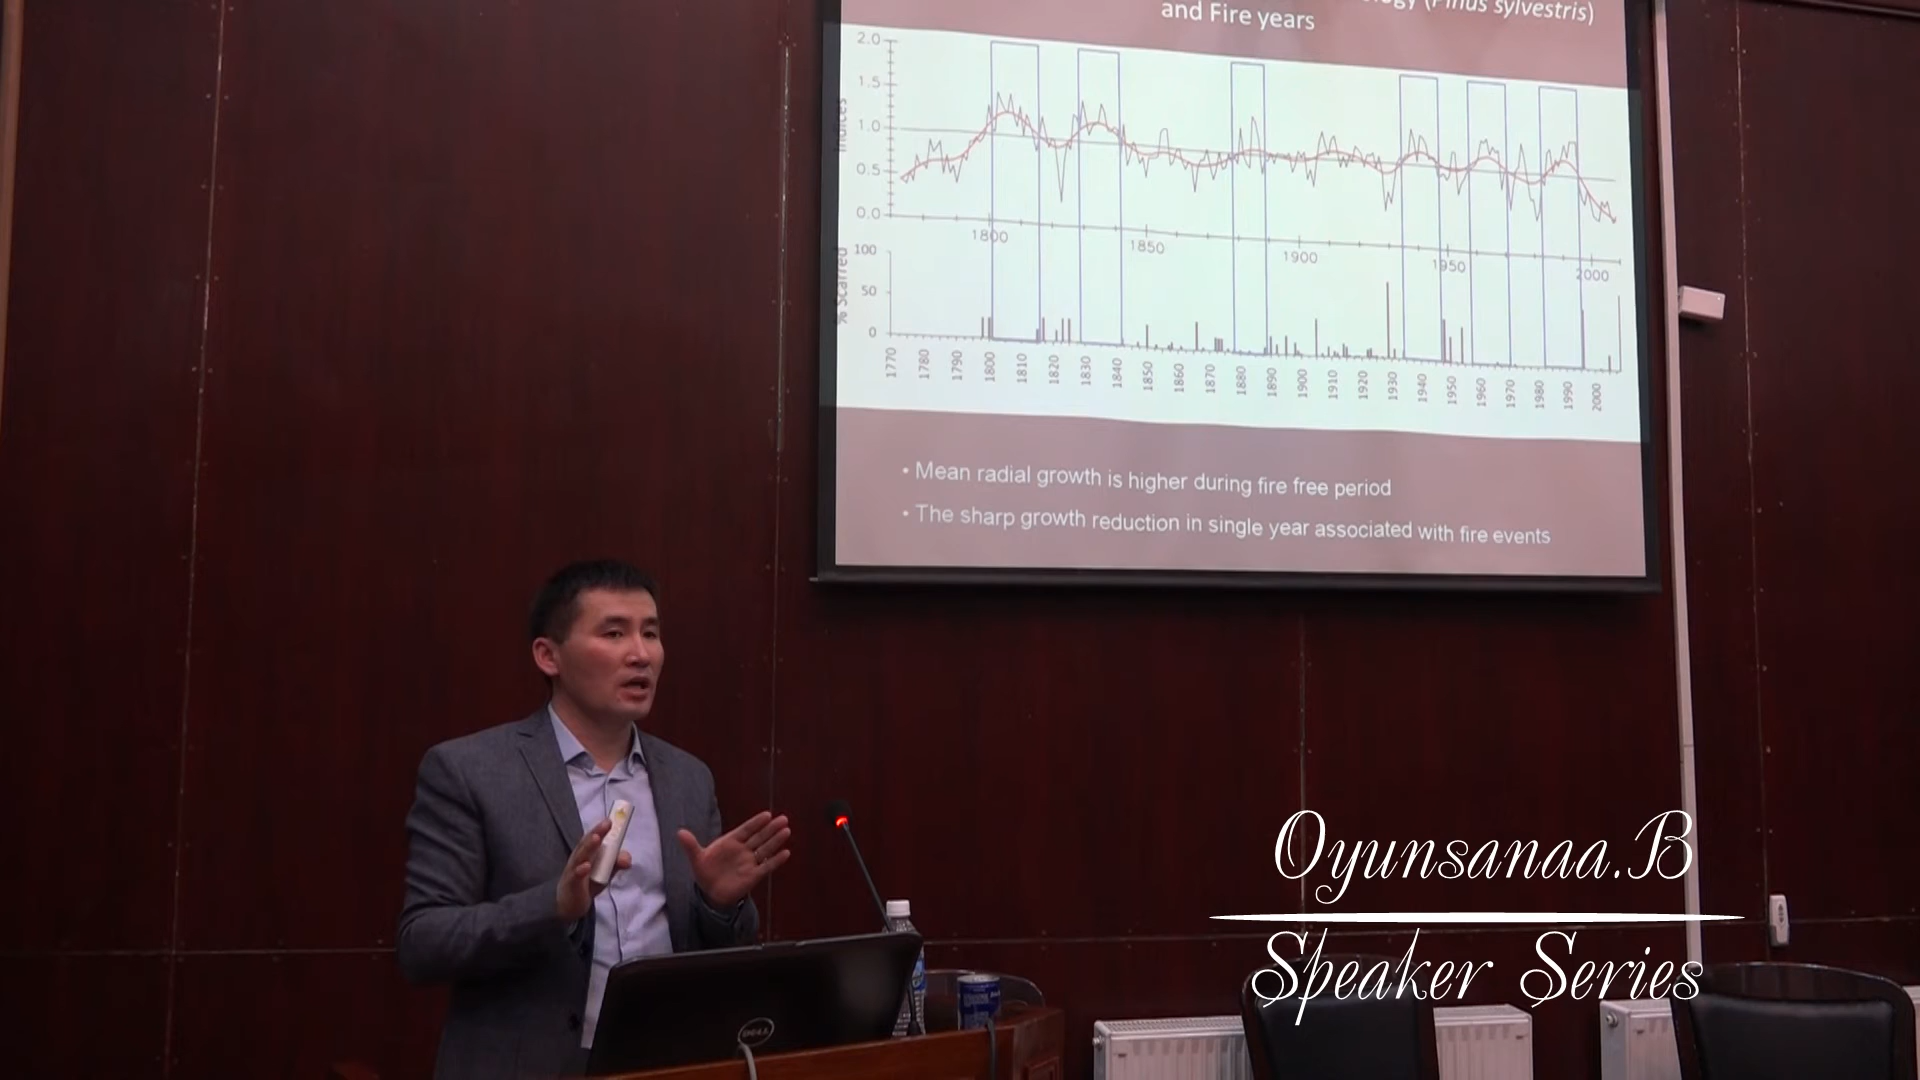 (Pinus sylvestris)
and Fire years
Indices
2.0
1.5
1.0
0.5
0.0
1800 1850 1900 1950 2000
% Scarred
100
50
0
1770 1780 1790 1800 1810 1820 1830 1840 1850 1860 1870 1880 1890 1900 1910 1920 1930 1940 1950 1960 1970 1980 1990 2000
• Mean radial growth is higher during fire free period
• The sharp growth reduction in single year associated with fire events
Oyunsanaa.B
Speaker Series
DELL